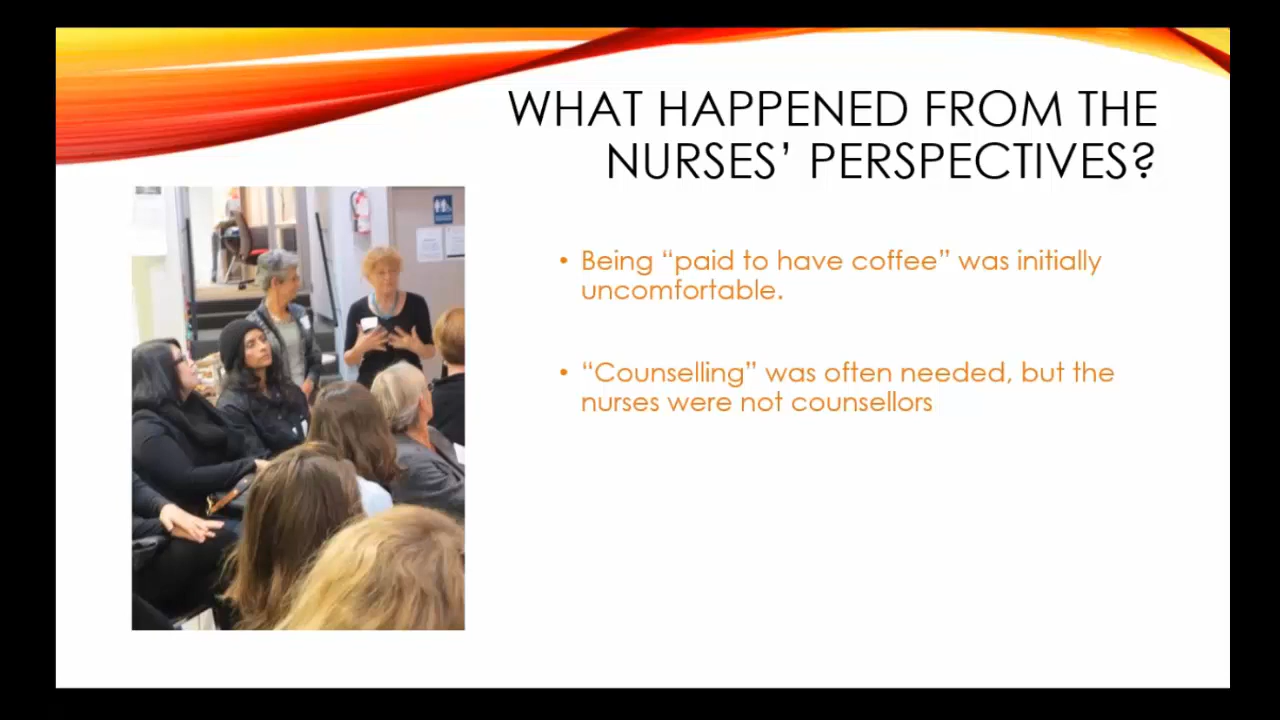 WHAT HAPPENED FROM THE
NURSES’ PERSPECTIVES?
• Being “paid to have coffee” was initially
uncomfortable.
• “Counselling” was often needed, but the
nurses were not counsellors